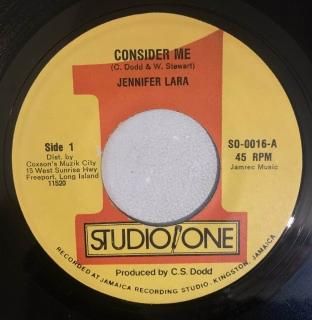 CONSIDER ME
(C. Dodd & W. Stewart)
JENNIFER LARA
Side 1
Dist. by
Coxson's Muzik City
15 West Sunrise Hwy
Freeport, Long Island
11520
SO-0016-A
45 RPM
Jamrec Music
STUDIO ONE
Produced by C.S. Dodd
RECORDED AT JAMAICA RECORDING STUDIO, KINGSTON, JAMAICA